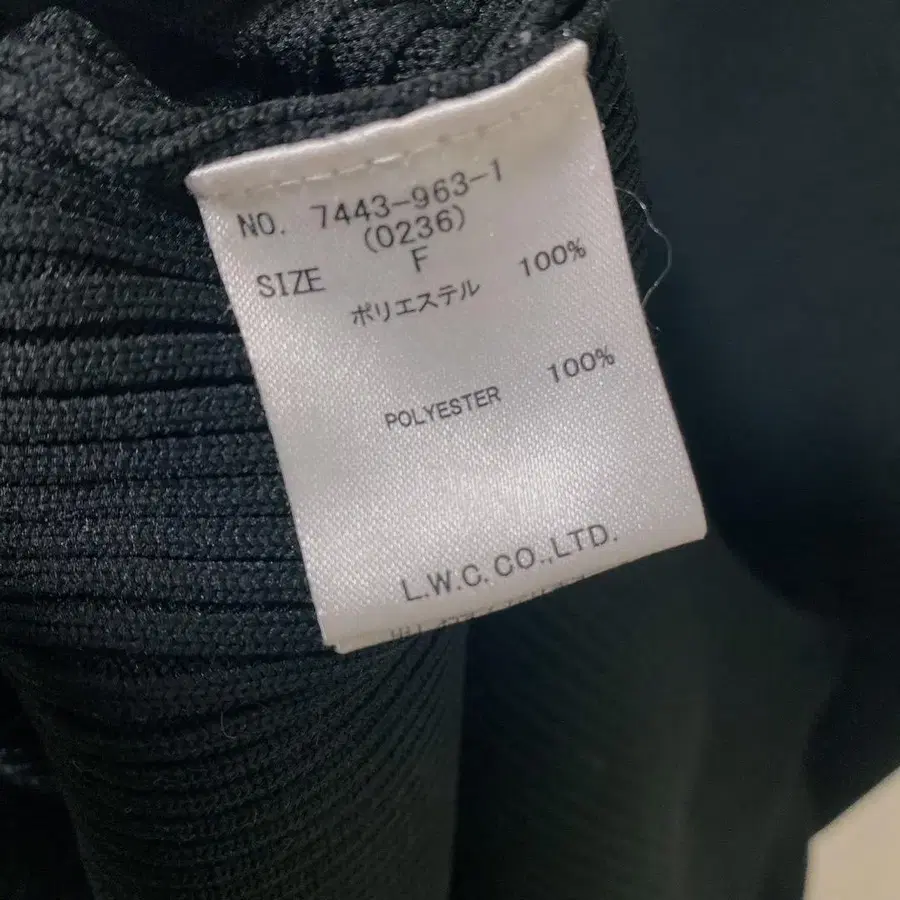 NO. 7443-963-1
(0236)
SIZE F
ポリエステル 100%
POLYESTER 100%
L.W.C. CO.,LTD.